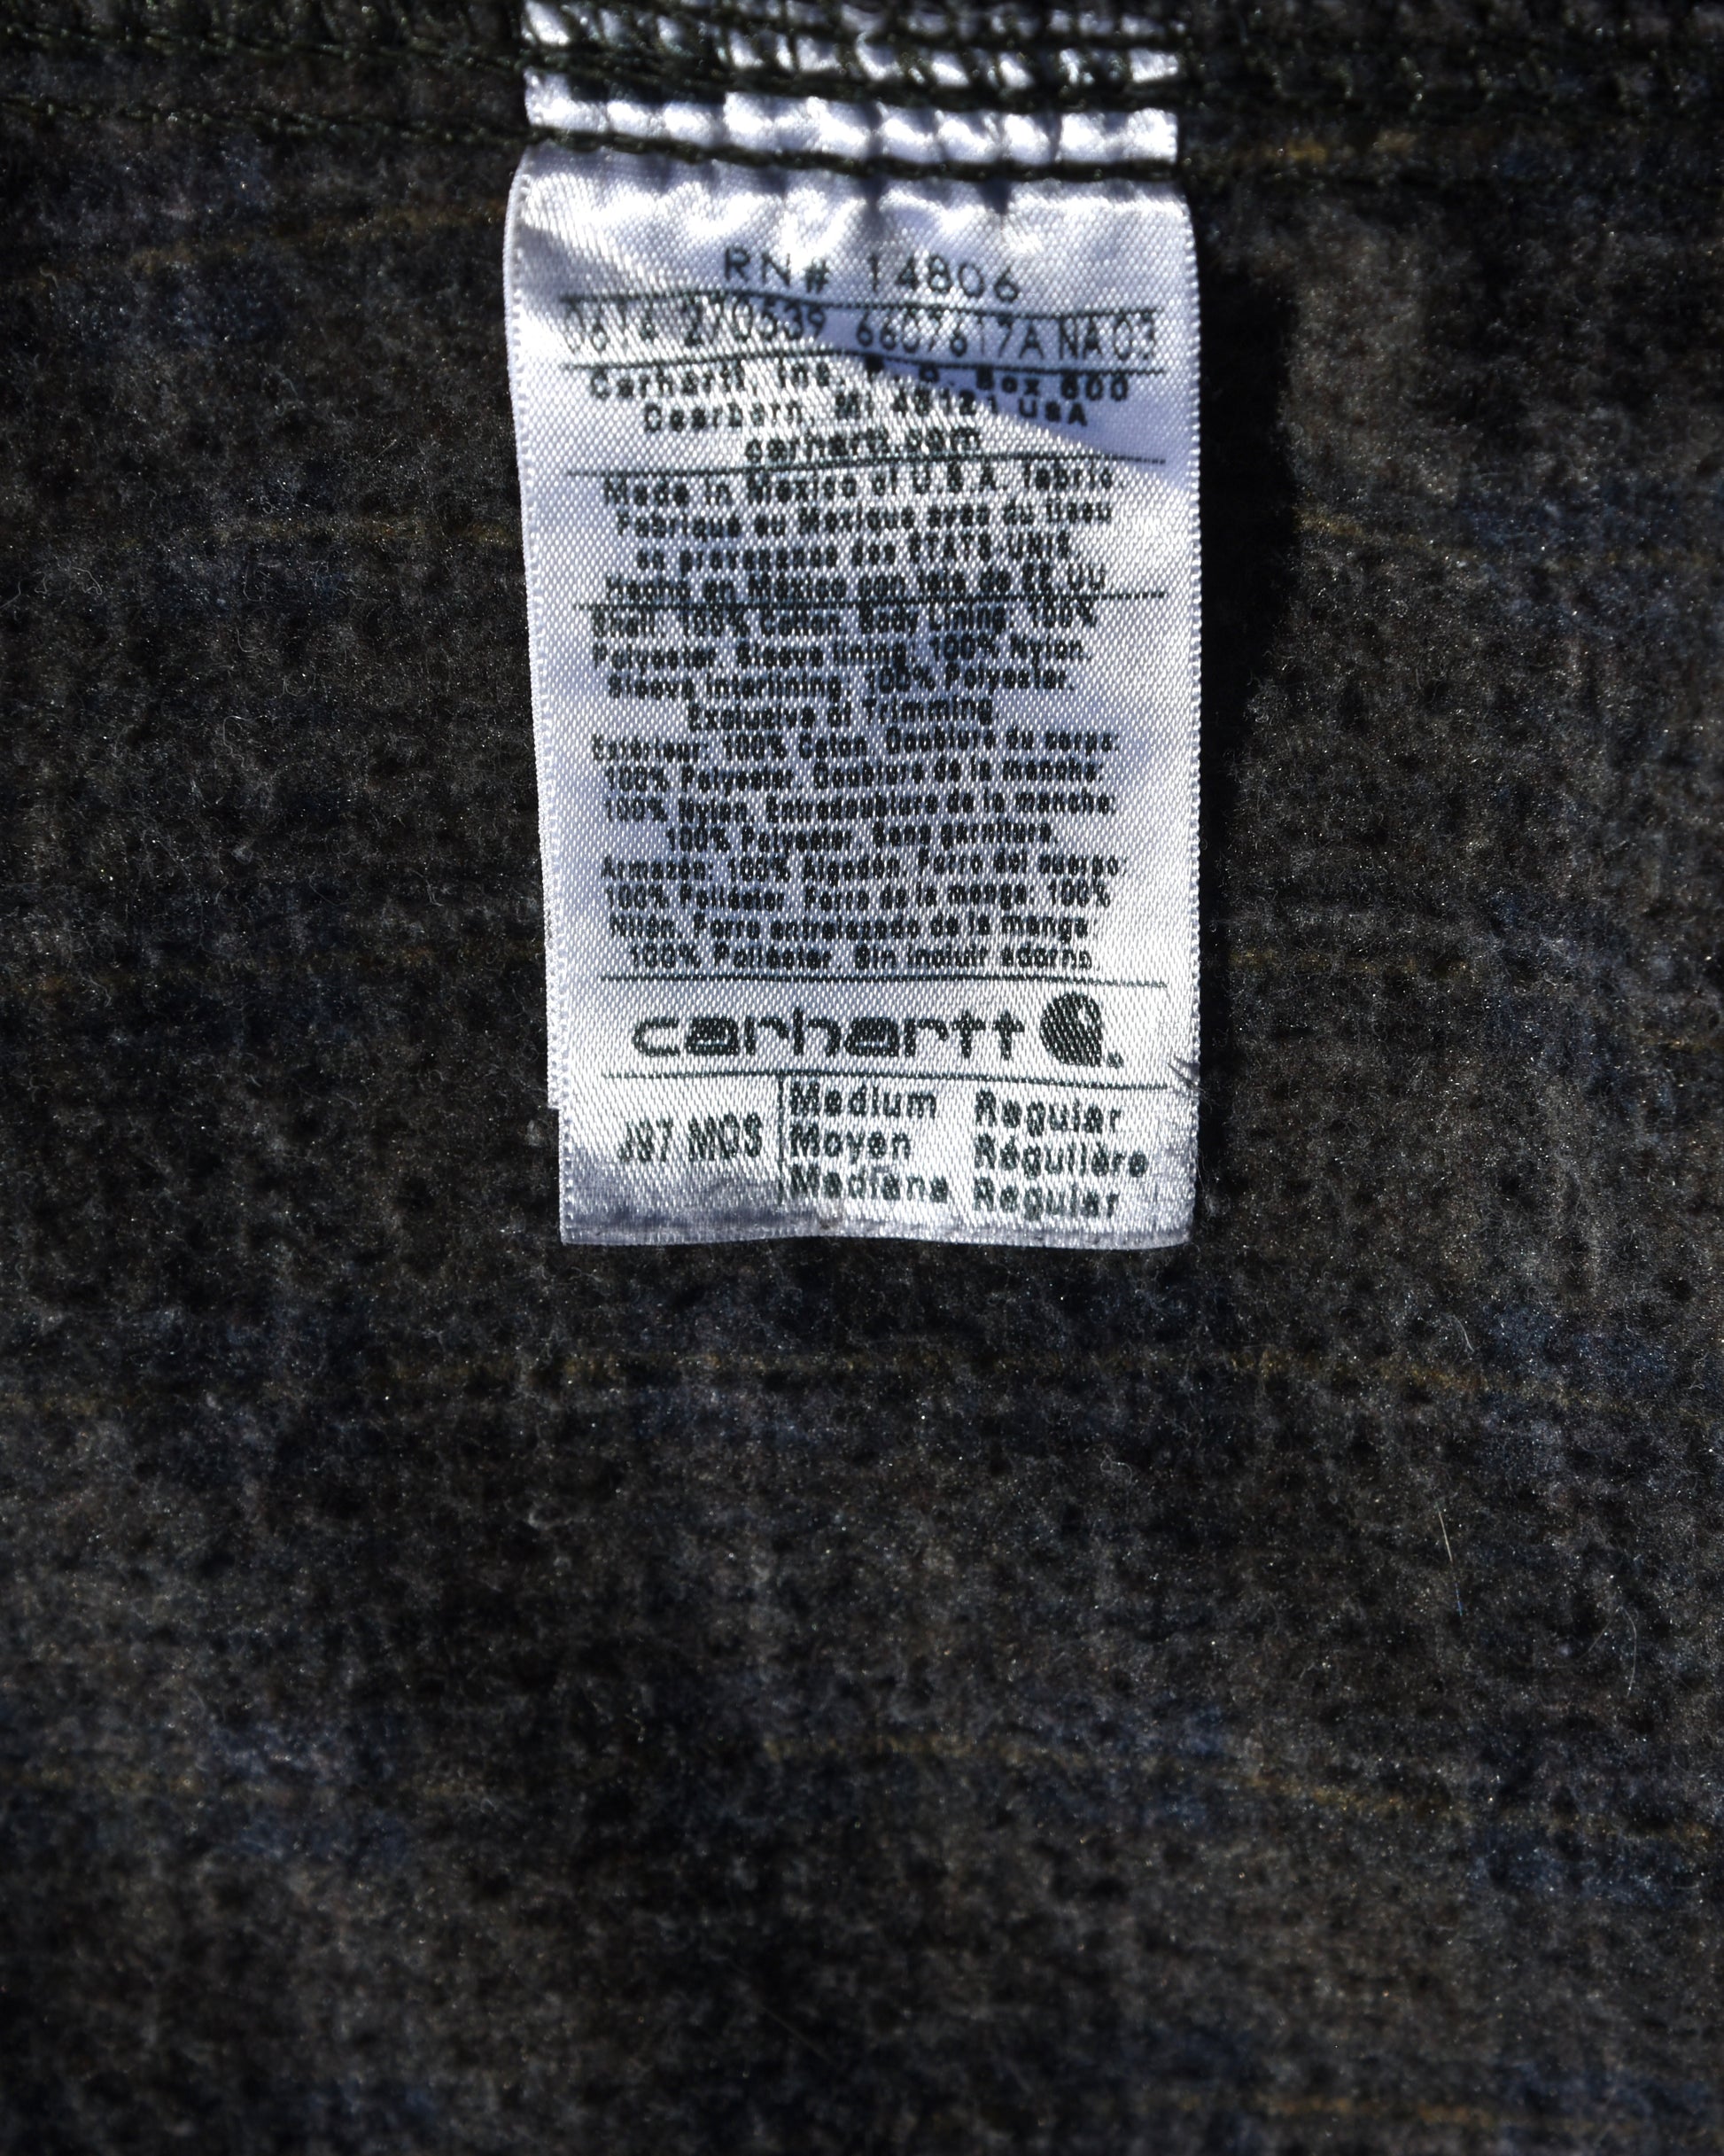 RN# 14806
0614 270539 6607617A NA 03
Carhartt, Inc. P.O. Box 600
Dearborn, MI 48121 USA
carhartt.com
Made in Mexico of U.S.A. fabric
Fabriqué au Mexique avec du tissu
en provenance des ÉTATS-UNIS
Hecho en México con tela de EE.UU.
Shell: 100% Cotton. Body Lining: 100%
Polyester. Sleeve lining: 100% Nylon.
Sleeve Interlining: 100% Polyester.
Exclusive of Trimming
Extérieur: 100% Coton. Doublure du corps:
100% Polyester. Doublure de la manche:
100% Nylon. Entredoublure de la manche:
100% Polyester. Sans garniture.
Armazon: 100% Algodón. Forro del cuerpo:
100% Poliéster. Forro de la manga: 100%
Nilón. Forro entrelazado de la manga:
100% Poliéster. Sin incluir adorno.
carhartt
J97 MOS
Medium Regular
Moyen Régulière
Mediana Regular